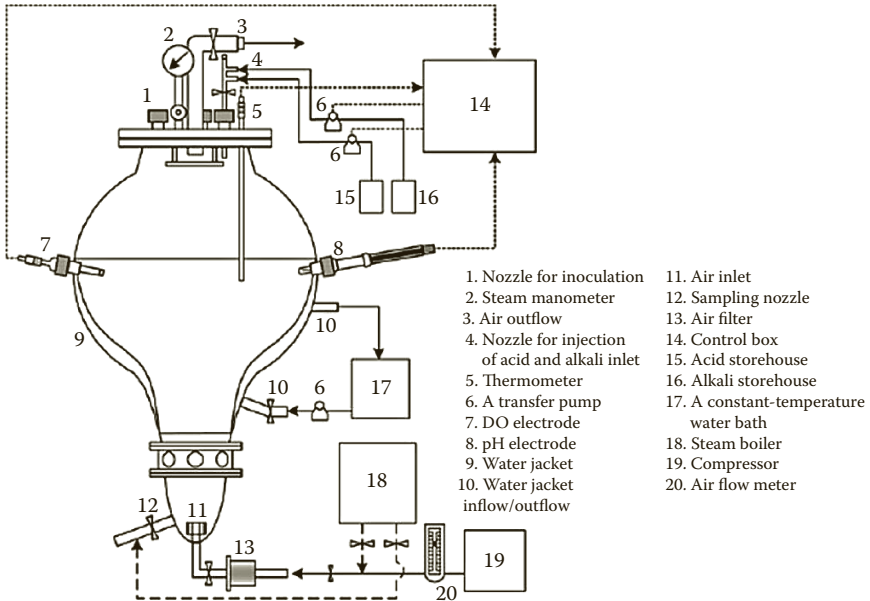 3
2
4
1
5
6
14
6
15
16
7
8
9
10
10
6
17
18
12
11
13
19
20
1. Nozzle for inoculation
2. Steam manometer
3. Air outflow
4. Nozzle for injection
of acid and alkali inlet
5. Thermometer
6. A transfer pump
7. DO electrode
8. pH electrode
9. Water jacket
10. Water jacket
inflow/outflow
11. Air inlet
12. Sampling nozzle
13. Air filter
14. Control box
15. Acid storehouse
16. Alkali storehouse
17. A constant-temperature
water bath
18. Steam boiler
19. Compressor
20. Air flow meter